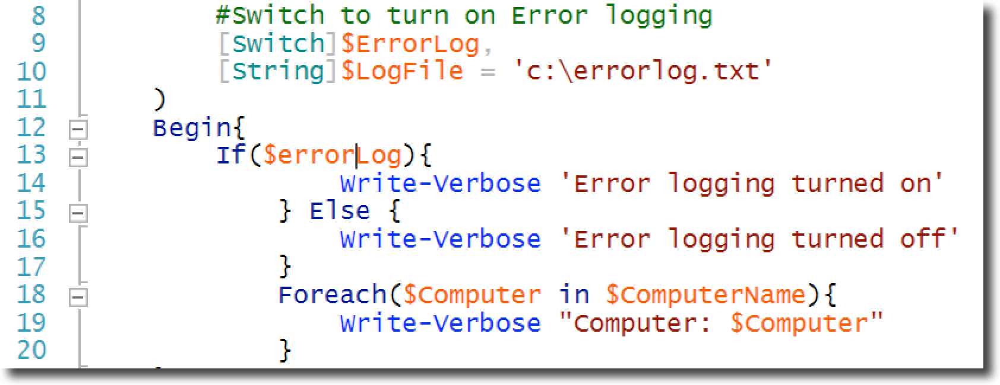 8 #Switch to turn on Error logging
9 [Switch]$ErrorLog,
10 [String]$LogFile = 'c:\errorlog.txt'
11 )
12 Begin{
13 If($errorLog){
14 Write-Verbose 'Error logging turned on'
15 } Else {
16 Write-Verbose 'Error logging turned off'
17 }
18 Foreach($Computer in $ComputerName){
19 Write-Verbose "Computer: $Computer"
20 }